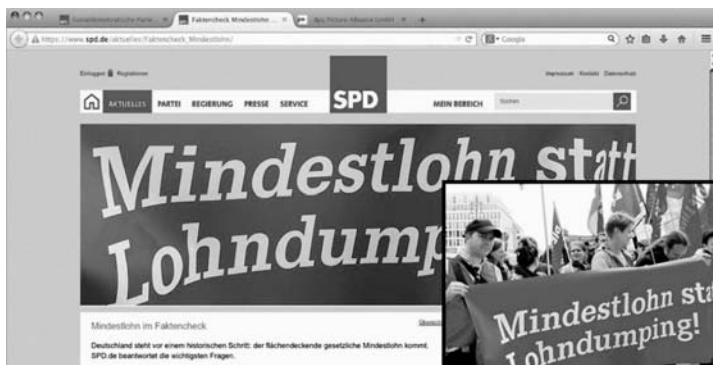 Faktencheck Mindestlohn ...
https://www.spd.de/aktuelles/Faktencheck_Mindestlohn/
Google
Einloggen Registrieren
Impressum Kontakt Datenschutz
AKTUELLES PARTEI REGIERUNG PRESSE SERVICE SPD MEIN BEREICH Suchen
Mindestlohn statt
Lohndump
Mindestlohn im Faktencheck
Deutschland steht vor einem historischen Schritt: der flächendeckende gesetzliche Mindestlohn kommt.
SPD.de beantwortet die wichtigsten Fragen.
Mindestlohn sta
Lohndumping!